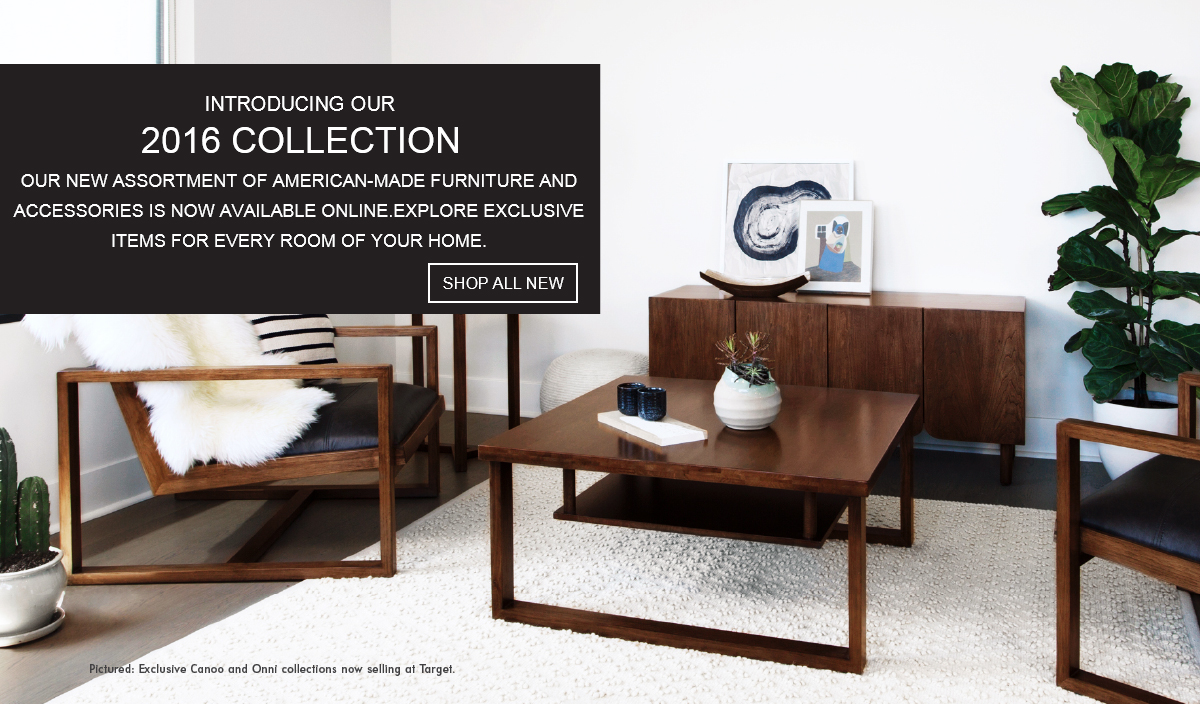 INTRODUCING OUR
2016 COLLECTION
OUR NEW ASSORTMENT OF AMERICAN-MADE FURNITURE AND
ACCESSORIES IS NOW AVAILABLE ONLINE.EXPLORE EXCLUSIVE
ITEMS FOR EVERY ROOM OF YOUR HOME.
SHOP ALL NEW
Pictured: Exclusive Canoo and Onni collections now selling at Target.